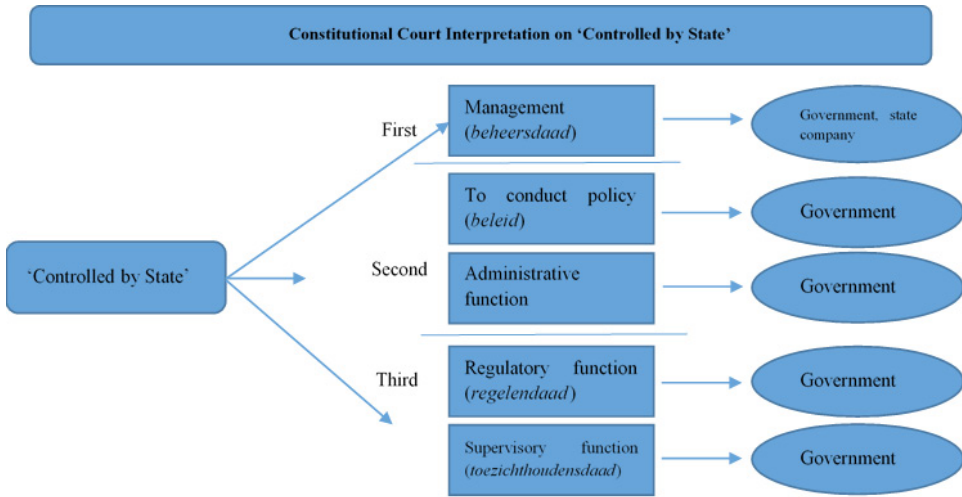 Constitutional Court Interpretation on ‘Controlled by State’
‘Controlled by State’
First
Management
(beheersdaad)
Government, state
company
Second
To conduct policy
(beleid)
Government
Administrative
function
Government
Third
Regulatory function
(regelendaad)
Government
Supervisory function
(toezichthoudensdaad)
Government